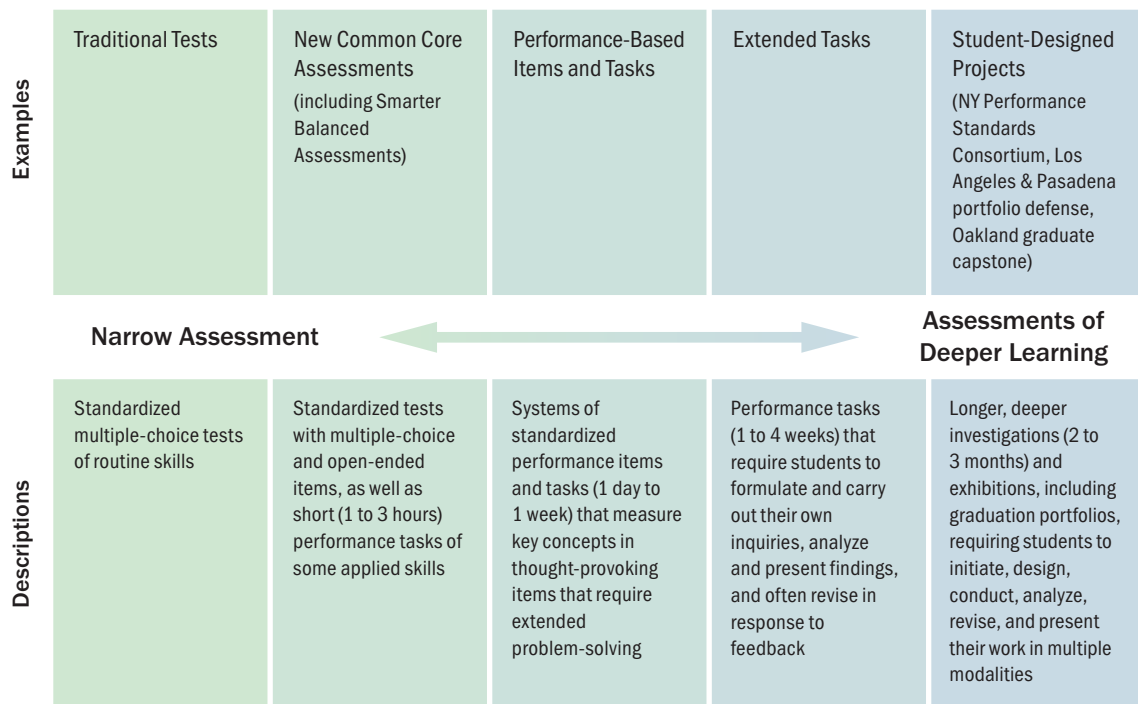 Examples
Traditional Tests
New Common Core
Assessments
(including Smarter
Balanced
Assessments)
Performance-Based
Items and Tasks
Extended Tasks
Student-Designed
Projects
(NY Performance
Standards
Consortium, Los
Angeles & Pasadena
portfolio defense,
Oakland graduate
capstone)
Narrow Assessment
Assessments of
Deeper Learning
Descriptions
Standardized
multiple-choice tests
of routine skills
Standardized tests
with multiple-choice
and open-ended
items, as well as
short (1 to 3 hours)
performance tasks of
some applied skills
Systems of
standardized
performance items
and tasks (1 day to
1 week) that measure
key concepts in
thought-provoking
items that require
extended
problem-solving
Performance tasks
(1 to 4 weeks) that
require students to
formulate and carry
out their own
inquiries, analyze
and present findings,
and often revise in
response to
feedback
Longer, deeper
investigations (2 to
3 months) and
exhibitions, including
graduation portfolios,
requiring students to
initiate, design,
conduct, analyze,
revise, and present
their work in multiple
modalities